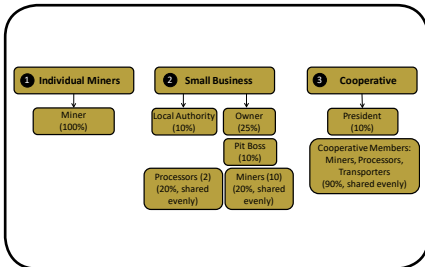 1 Individual Miners
Miner
(100%)
2 Small Business
Local Authority
(10%)
Owner
(25%)
Pit Boss
(10%)
Processors (2)
(20%, shared
evenly)
Miners (10)
(20%, shared
evenly)
3 Cooperative
President
(10%)
Cooperative Members:
Miners, Processors,
Transporters
(90%, shared evenly)